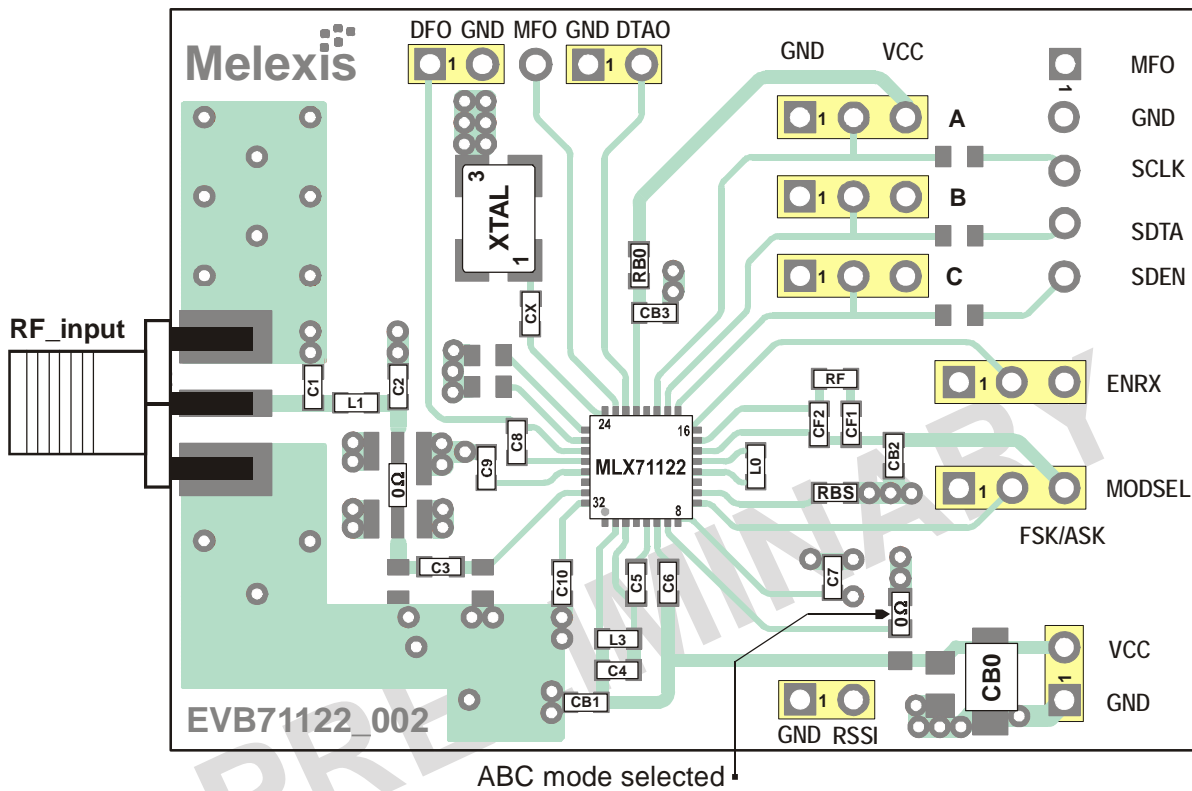 DFO GND MFO GND DTAO
Melexis
GND VCC
1
1
1
1
MFO
1
A
GND
3
XTAL
1
SCLK
1
B
SDTA
RB0
1
C
SDEN
CX
CB3
RF_input
C1
L1
C2
RF
1
ENRX
24
16
CF2
CF1
C8
C9
MLX71122
L0
CB2
0Ω
RBS
1
MODSEL
32
8
FSK/ASK
C3
C10
C5
C6
C7
0Ω
L3
C4
CB1
CB0
VCC
1
GND
1
EVB71122_002
GND RSSI
ABC mode selected
PRELIMINARY